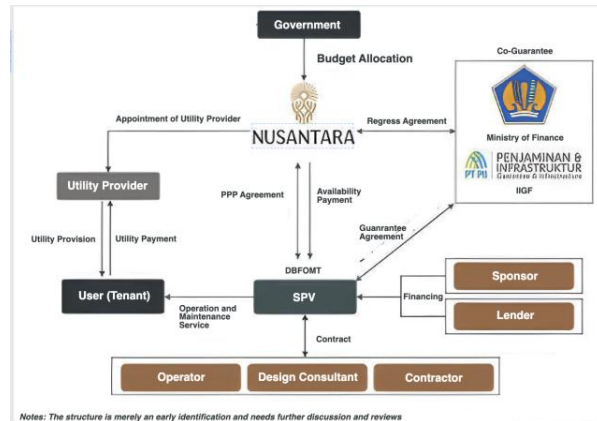 Government
Co-Guarantee
Budget Allocation
Appointment of Utility Provider
NUSANTARA
Regress Agreement
Ministry of Finance
PT PII
PENJAMINAN &
INFRASTRUKTUR
IIGF
Utility Provider
PPP Agreement
Availability
Payment
Guanrantee
Agreement
Utility Provision
Utility Payment
DBFOMT
User (Tenant)
SPV
Operation and
Maintenance
Service
Financing
Sponsor
Lender
Contract
Operator
Design Consultant
Contractor
Notes: The structure is merely an early identification and needs further discussion and reviews